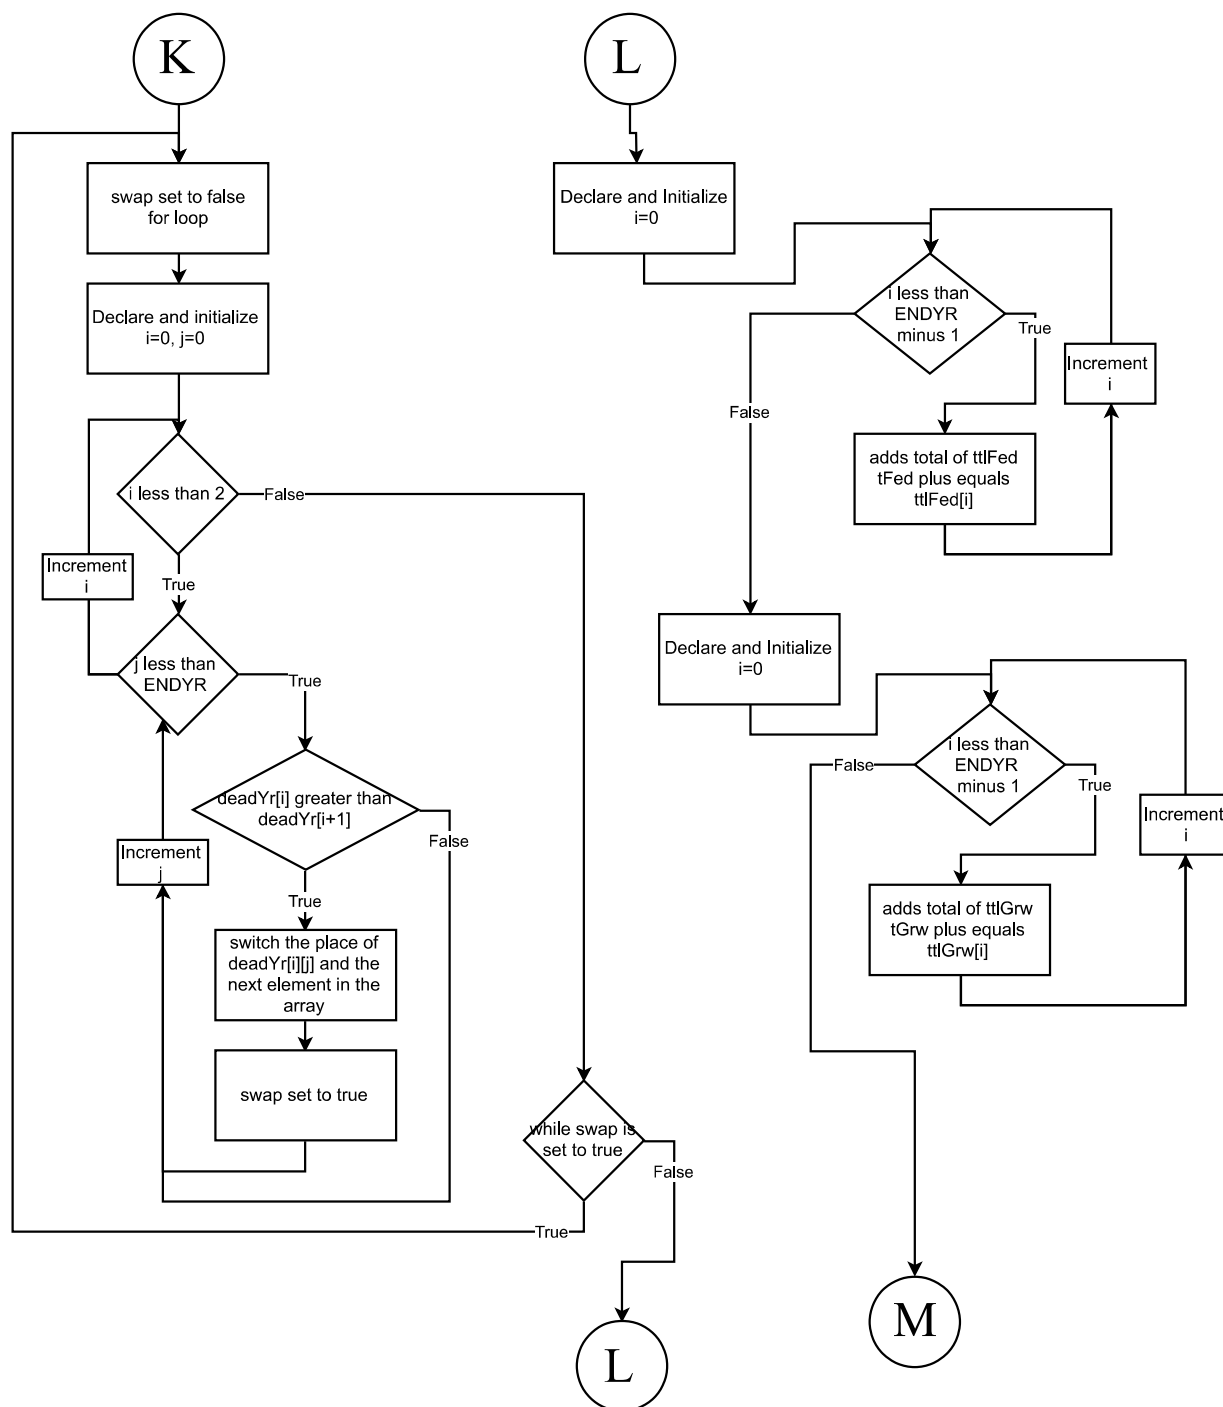 K
swap set to false
for loop
Declare and initialize
i=0, j=0
i less than 2
False
Increment
i
True
j less than
ENDYR
True
deadYr[i] greater than
deadYr[i+1]
False
Increment
j
True
switch the place of
deadYr[i][j] and the
next element in the
array
swap set to true
while swap is
set to true
False
True
L
L
Declare and Initialize
i=0
i less than
ENDYR
minus 1
True
Increment
i
False
adds total of ttlFed
tFed plus equals
ttlFed[i]
Declare and Initialize
i=0
i less than
ENDYR
minus 1
False
True
Increment
i
adds total of ttlGrw
tGrw plus equals
ttlGrw[i]
M